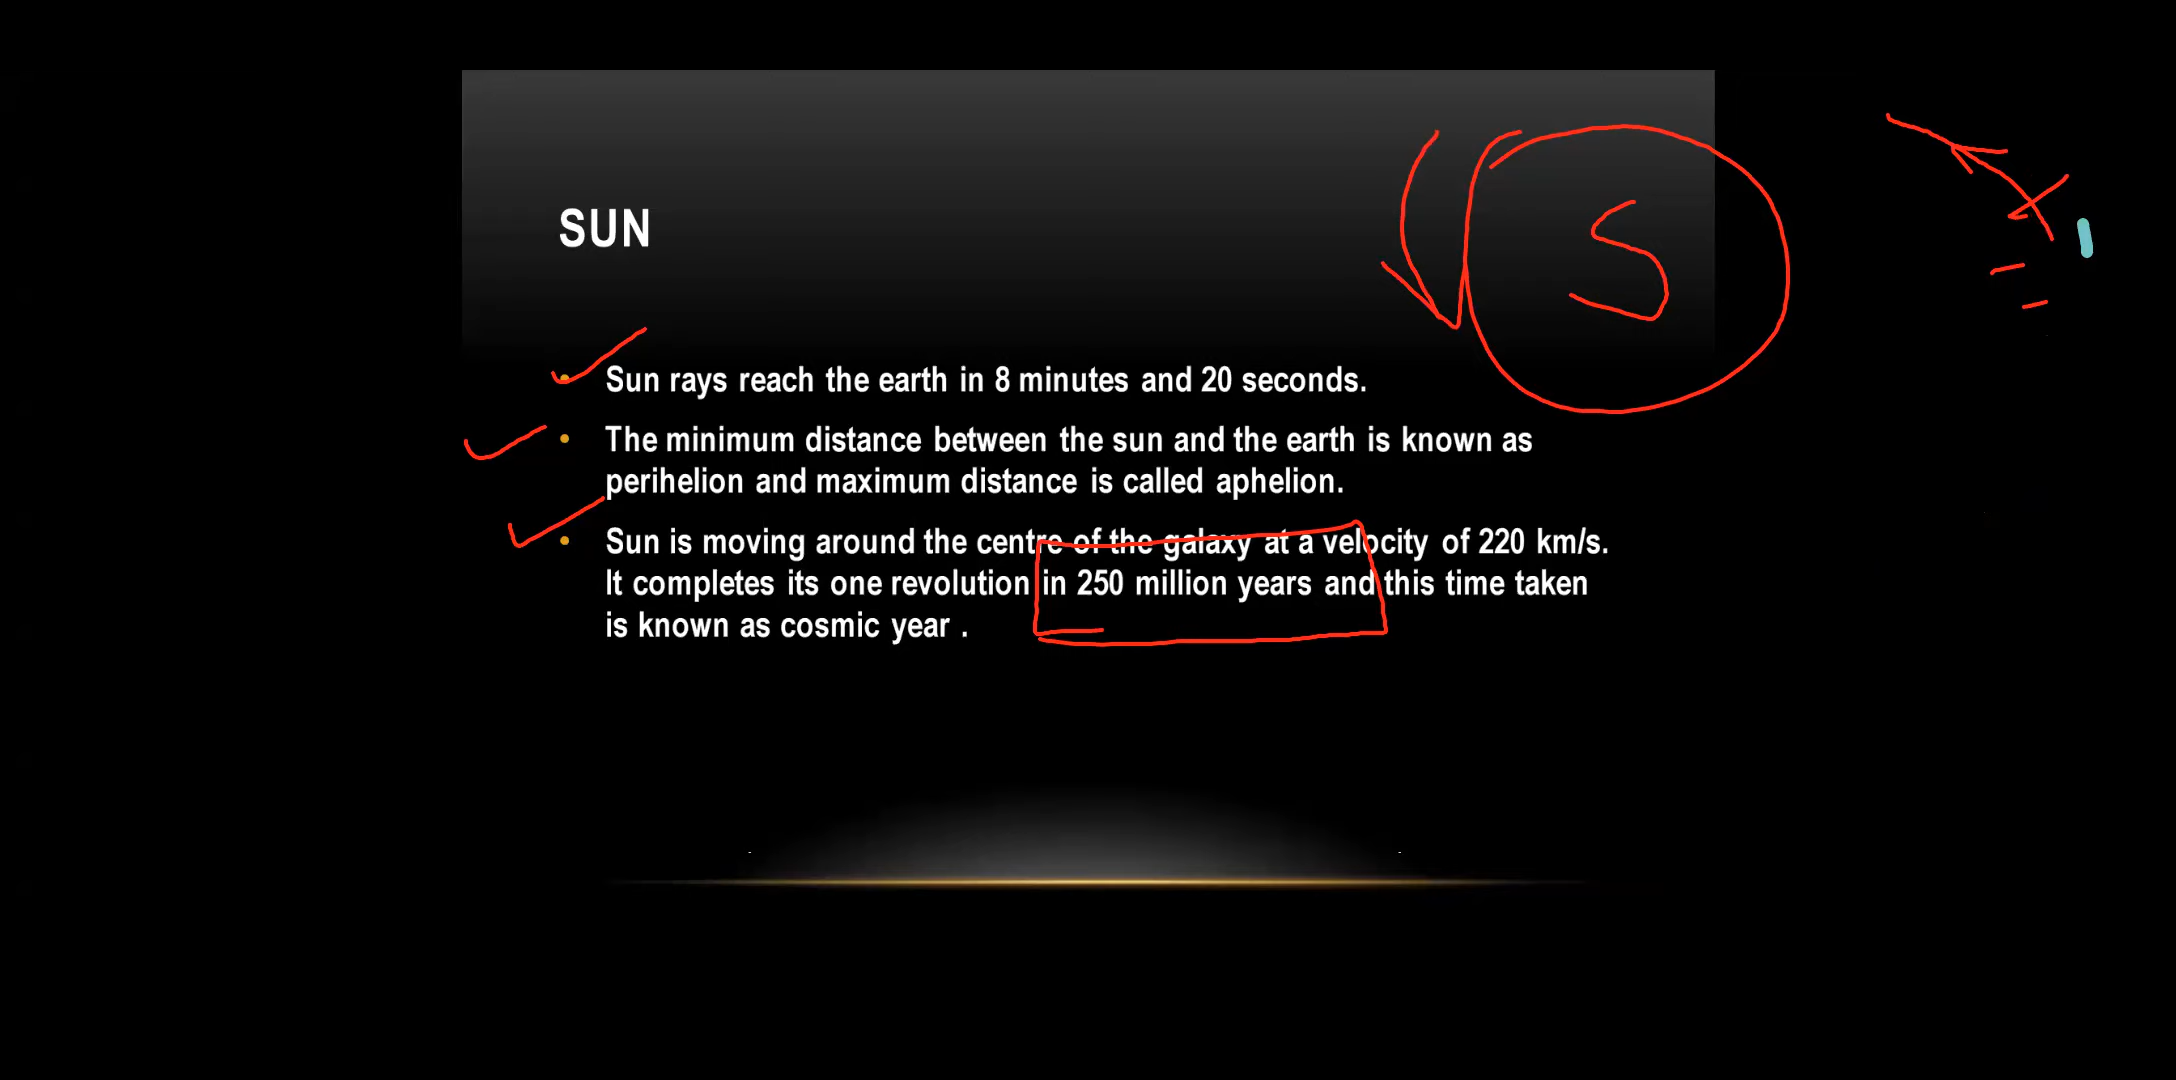 SUN
S
Sun rays reach the earth in 8 minutes and 20 seconds.
The minimum distance between the sun and the earth is known as
perihelion and maximum distance is called aphelion.
Sun is moving around the centre of the galaxy at a velocity of 220 km/s.
It completes its one revolution in 250 million years and this time taken
is known as cosmic year .